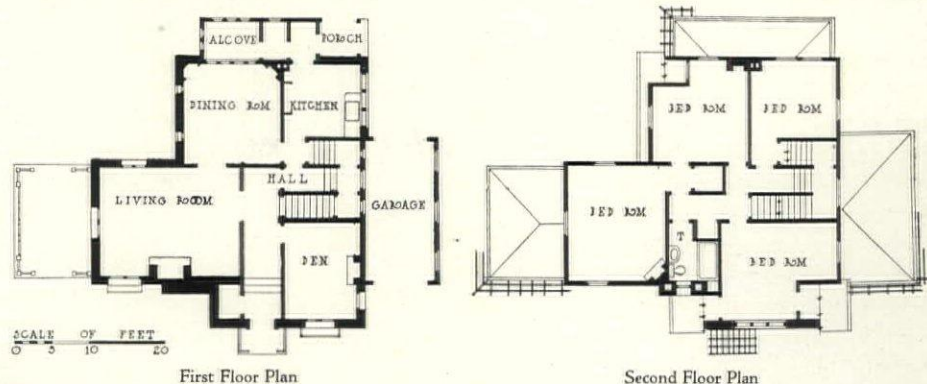 ALCOVE
PORCH
DINING ROM
KITCHEN
HALL
LIVING ROOM
GARAGE
DEN
SCALE OF FEET
0 5 10 20
First Floor Plan
BED ROM
BED ROM
BED ROM
T
BED ROM
Second Floor Plan